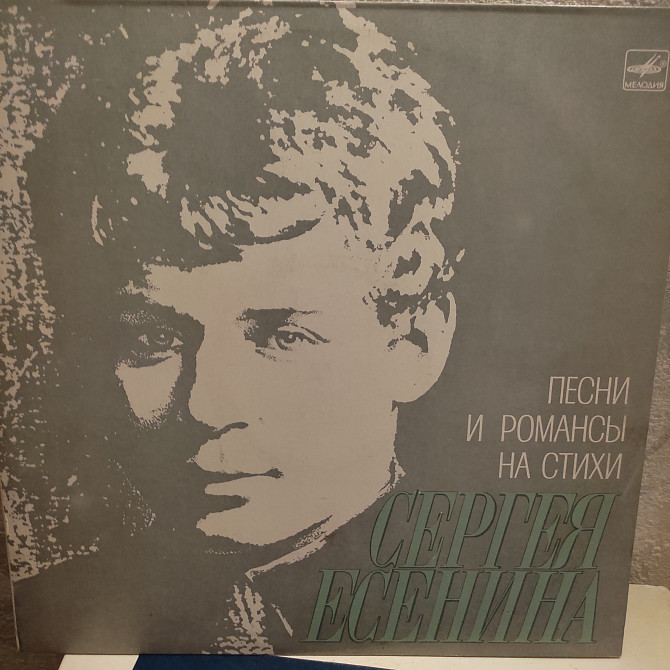 МЕЛОДИЯ
ПЕСНИ
И РОМАНСЫ
НА СТИХИ
СЕРГЕЯ
ЕСЕНИНА